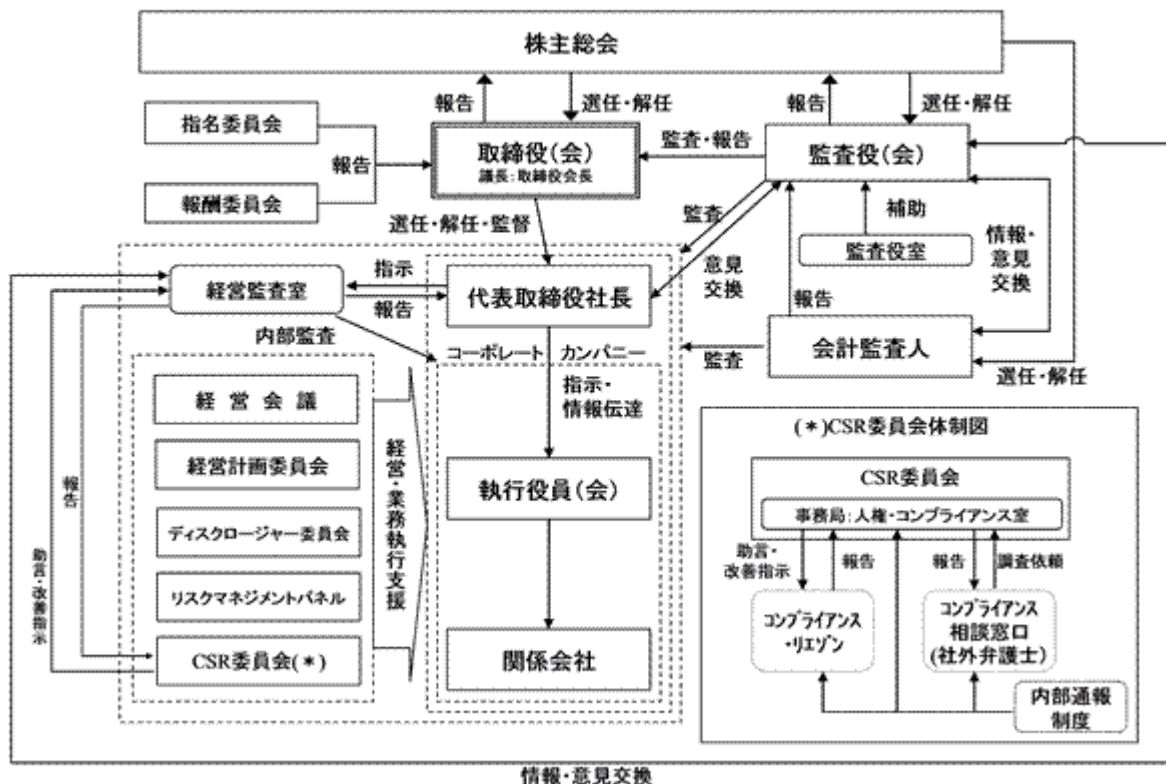 株主総会
報告
選任・解任
報告
選任・解任
指名委員会
報酬委員会
報告
取締役(会)
議長:取締役会長
監査・報告
監査役(会)
選任・解任・監督
監査
意見
交換
補助
監査役室
情報・
意見
交換
報告
経営監査室
指示
報告
代表取締役社長
内部監査
コーポレート
カンパニー
監査
会計監査人
選任・解任
指示・
情報伝達
経営会議
経営計画委員会
ディスクロージャー委員会
リスクマネジメントパネル
CSR委員会(*)
経営・業務執行支援
報告
助言・改善指示
執行役員(会)
関係会社
(*)CSR委員会体制図
CSR委員会
事務局:人権・コンプライアンス室
助言・
改善指示
報告
報告
調査依頼
コンプライアンス
・リエゾン
コンプライアンス
相談窓口
(社外弁護士)
内部通報
制度
情報・意見交換